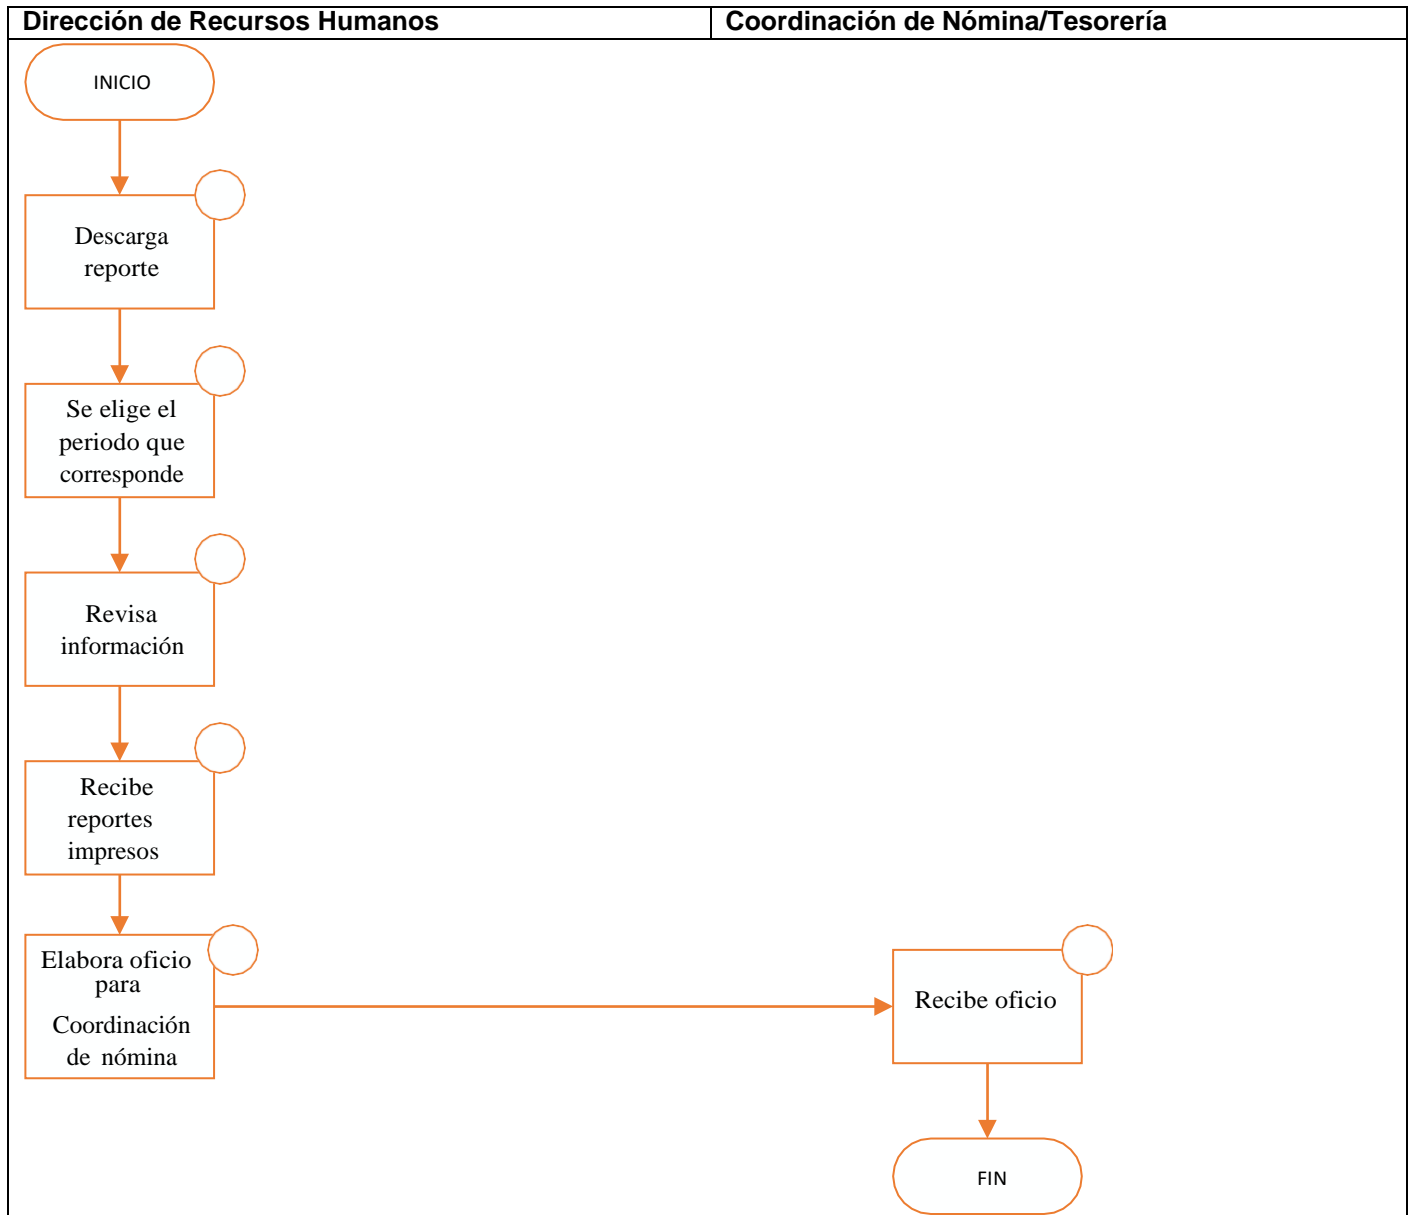 Dirección de Recursos Humanos
Coordinación de Nómina/Tesorería
INICIO
Descarga
reporte
Se elige el
periodo que
corresponde
Revisa
información
Recibe
reportes
impresos
Elabora oficio
para
Coordinación
de nómina
Recibe oficio
FIN